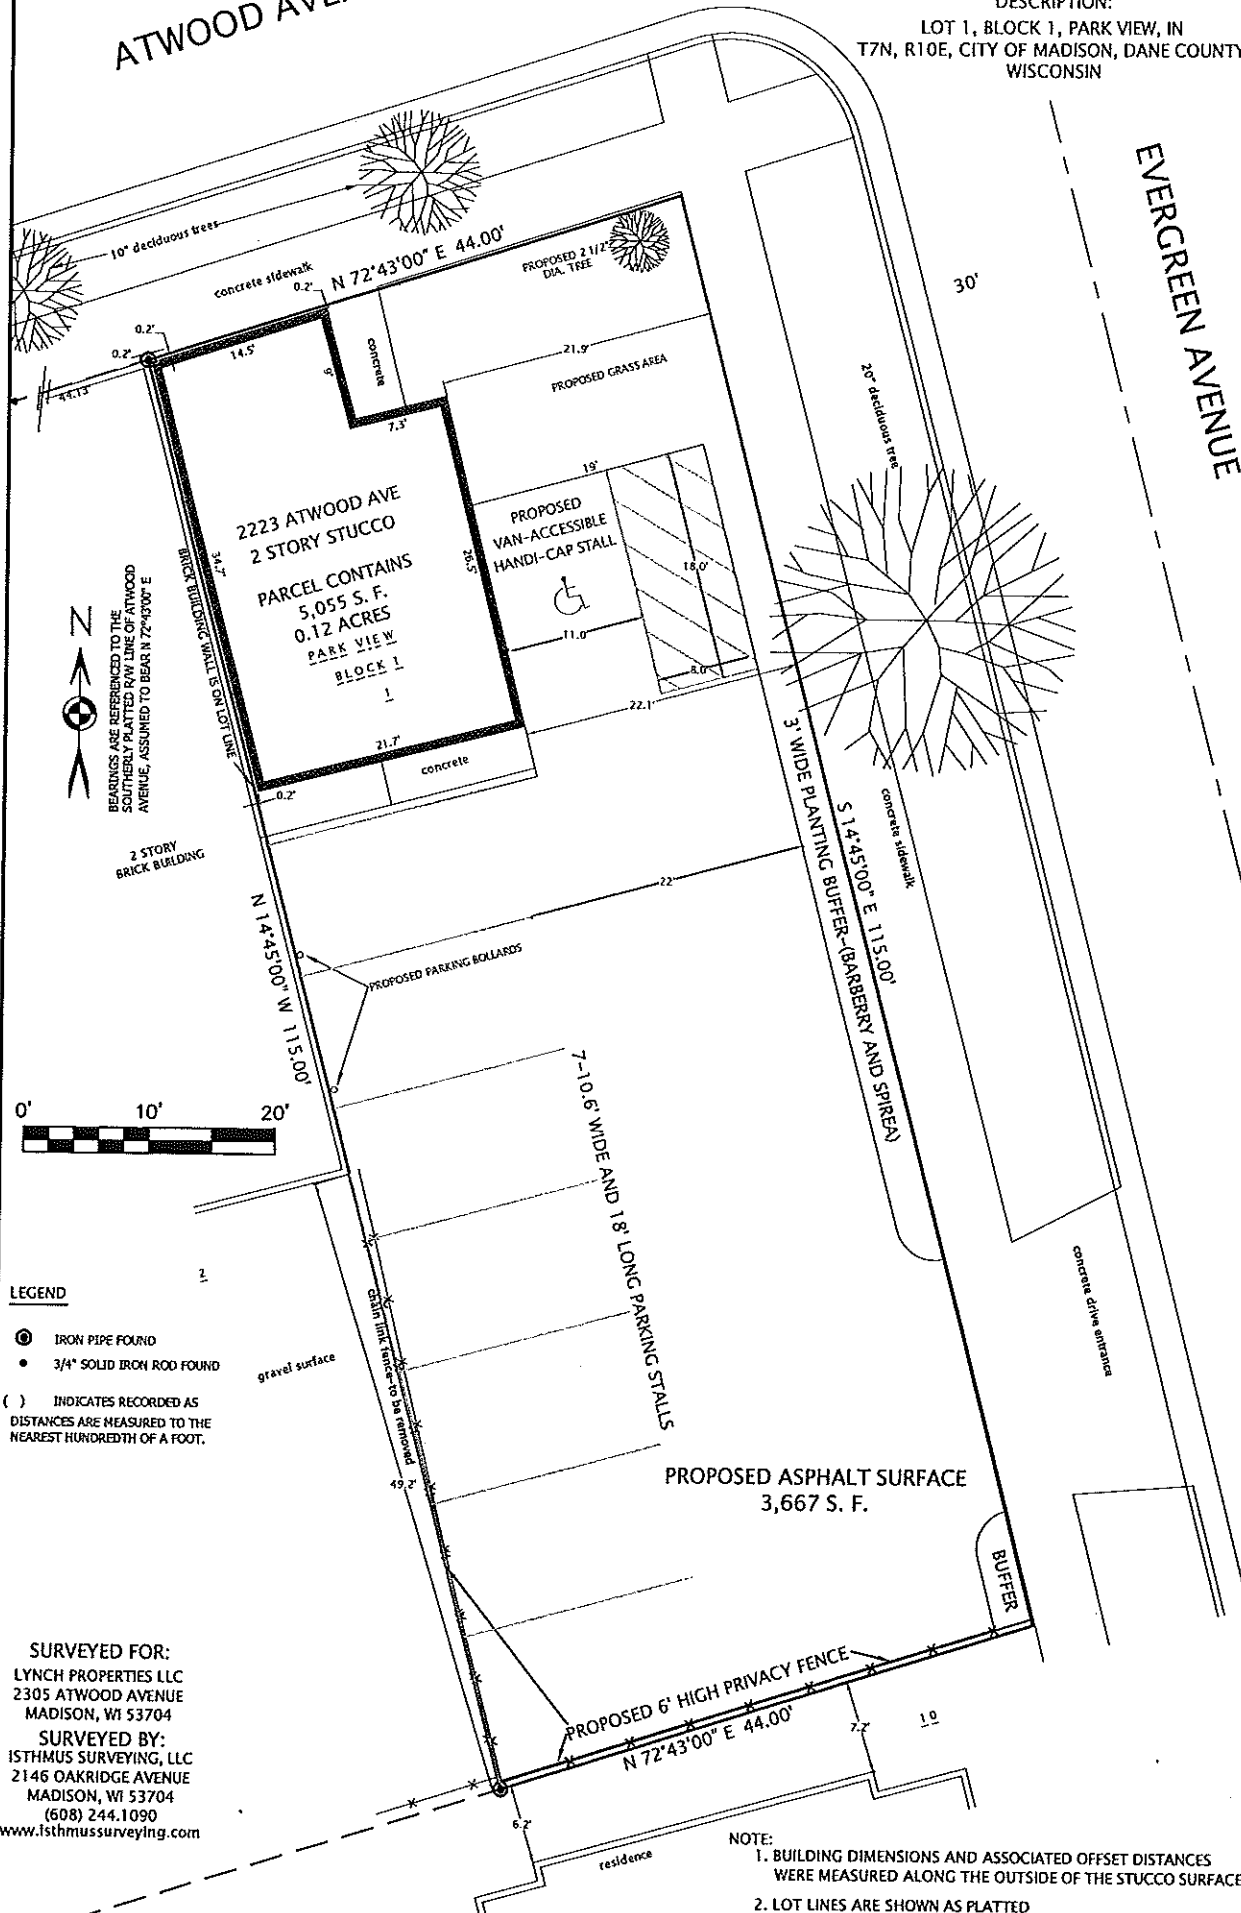 ATWOOD AVE
DESCRIPTION:
LOT 1, BLOCK 1, PARK VIEW, IN
T7N, R10E, CITY OF MADISON, DANE COUNTY
WISCONSIN
EVERGREEN AVENUE
30'
10" deciduous trees
concrete sidewalk
N 72°43'00" E 44.00'
PROPOSED 2 1/2"
DIA. TREE
0.2'
0.2'
0.2'
44.13'
14.5'
9'
concrete
7.3'
21.9'
PROPOSED GRASS AREA
20" deciduous tree
19'
PROPOSED
VAN-ACCESSIBLE
HANDI-CAP STALL
18.0'
11.0'
8.0'
22.1'
2223 ATWOOD AVE
2 STORY STUCCO
PARCEL CONTAINS
5,055 S. F.
0.12 ACRES
PARK VIEW
BLOCK 1
1
34.7'
26.5'
21.7'
BRICK BUILDING WALL IS ON LOT LINE
concrete
0.2'
N
BEARINGS ARE REFERENCED TO THE
SOUTHERLY PLATTED R/W LINE OF ATWOOD
AVENUE, ASSUMED TO BEAR N 72°43'00" E
2 STORY
BRICK BUILDING
3' WIDE PLANTING BUFFER-(BARBERRY AND SPIREA)
S 14°45'00" E 115.00'
concrete sidewalk
22'
N 14°45'00" W 115.00'
PROPOSED PARKING BOLLARDS
7-10.6' WIDE AND 18' LONG PARKING STALLS
0' 10' 20'
2
LEGEND
IRON PIPE FOUND
3/4" SOLID IRON ROD FOUND
( ) INDICATES RECORDED AS
DISTANCES ARE MEASURED TO THE
NEAREST HUNDREDTH OF A FOOT.
gravel surface
chain link fence-to be removed
49.2'
concrete drive entrance
PROPOSED ASPHALT SURFACE
3,667 S. F.
BUFFER
PROPOSED 6' HIGH PRIVACY FENCE
N 72°43'00" E 44.00'
7.2'
10
6.2'
residence
SURVEYED FOR:
LYNCH PROPERTIES LLC
2305 ATWOOD AVENUE
MADISON, WI 53704
SURVEYED BY:
ISTHMUS SURVEYING, LLC
2146 OAKRIDGE AVENUE
MADISON, WI 53704
(608) 244.1090
www.isthmussurveying.com
NOTE:
1. BUILDING DIMENSIONS AND ASSOCIATED OFFSET DISTANCES
WERE MEASURED ALONG THE OUTSIDE OF THE STUCCO SURFACE
2. LOT LINES ARE SHOWN AS PLATTED